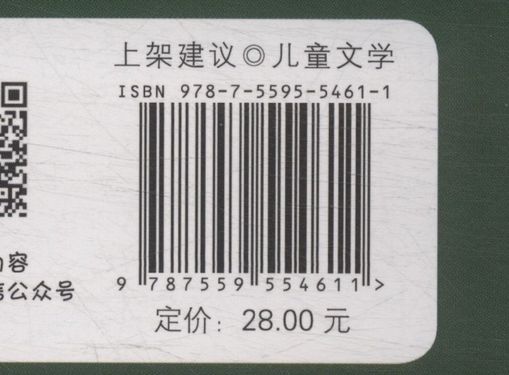 上架建议◎儿童文学
ISBN 978-7-5595-5461-1
9 787559 554611 >
定价：28.00 元
内容
信公众号